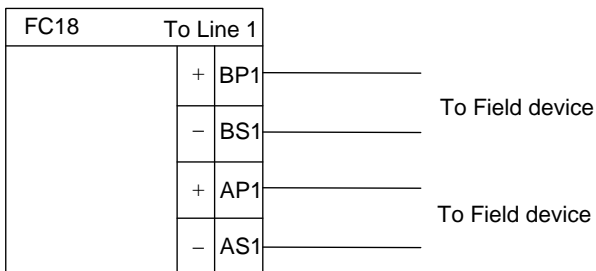 FC18 To Line 1
+ BP1
To Field device
− BS1
+ AP1
To Field device
− AS1